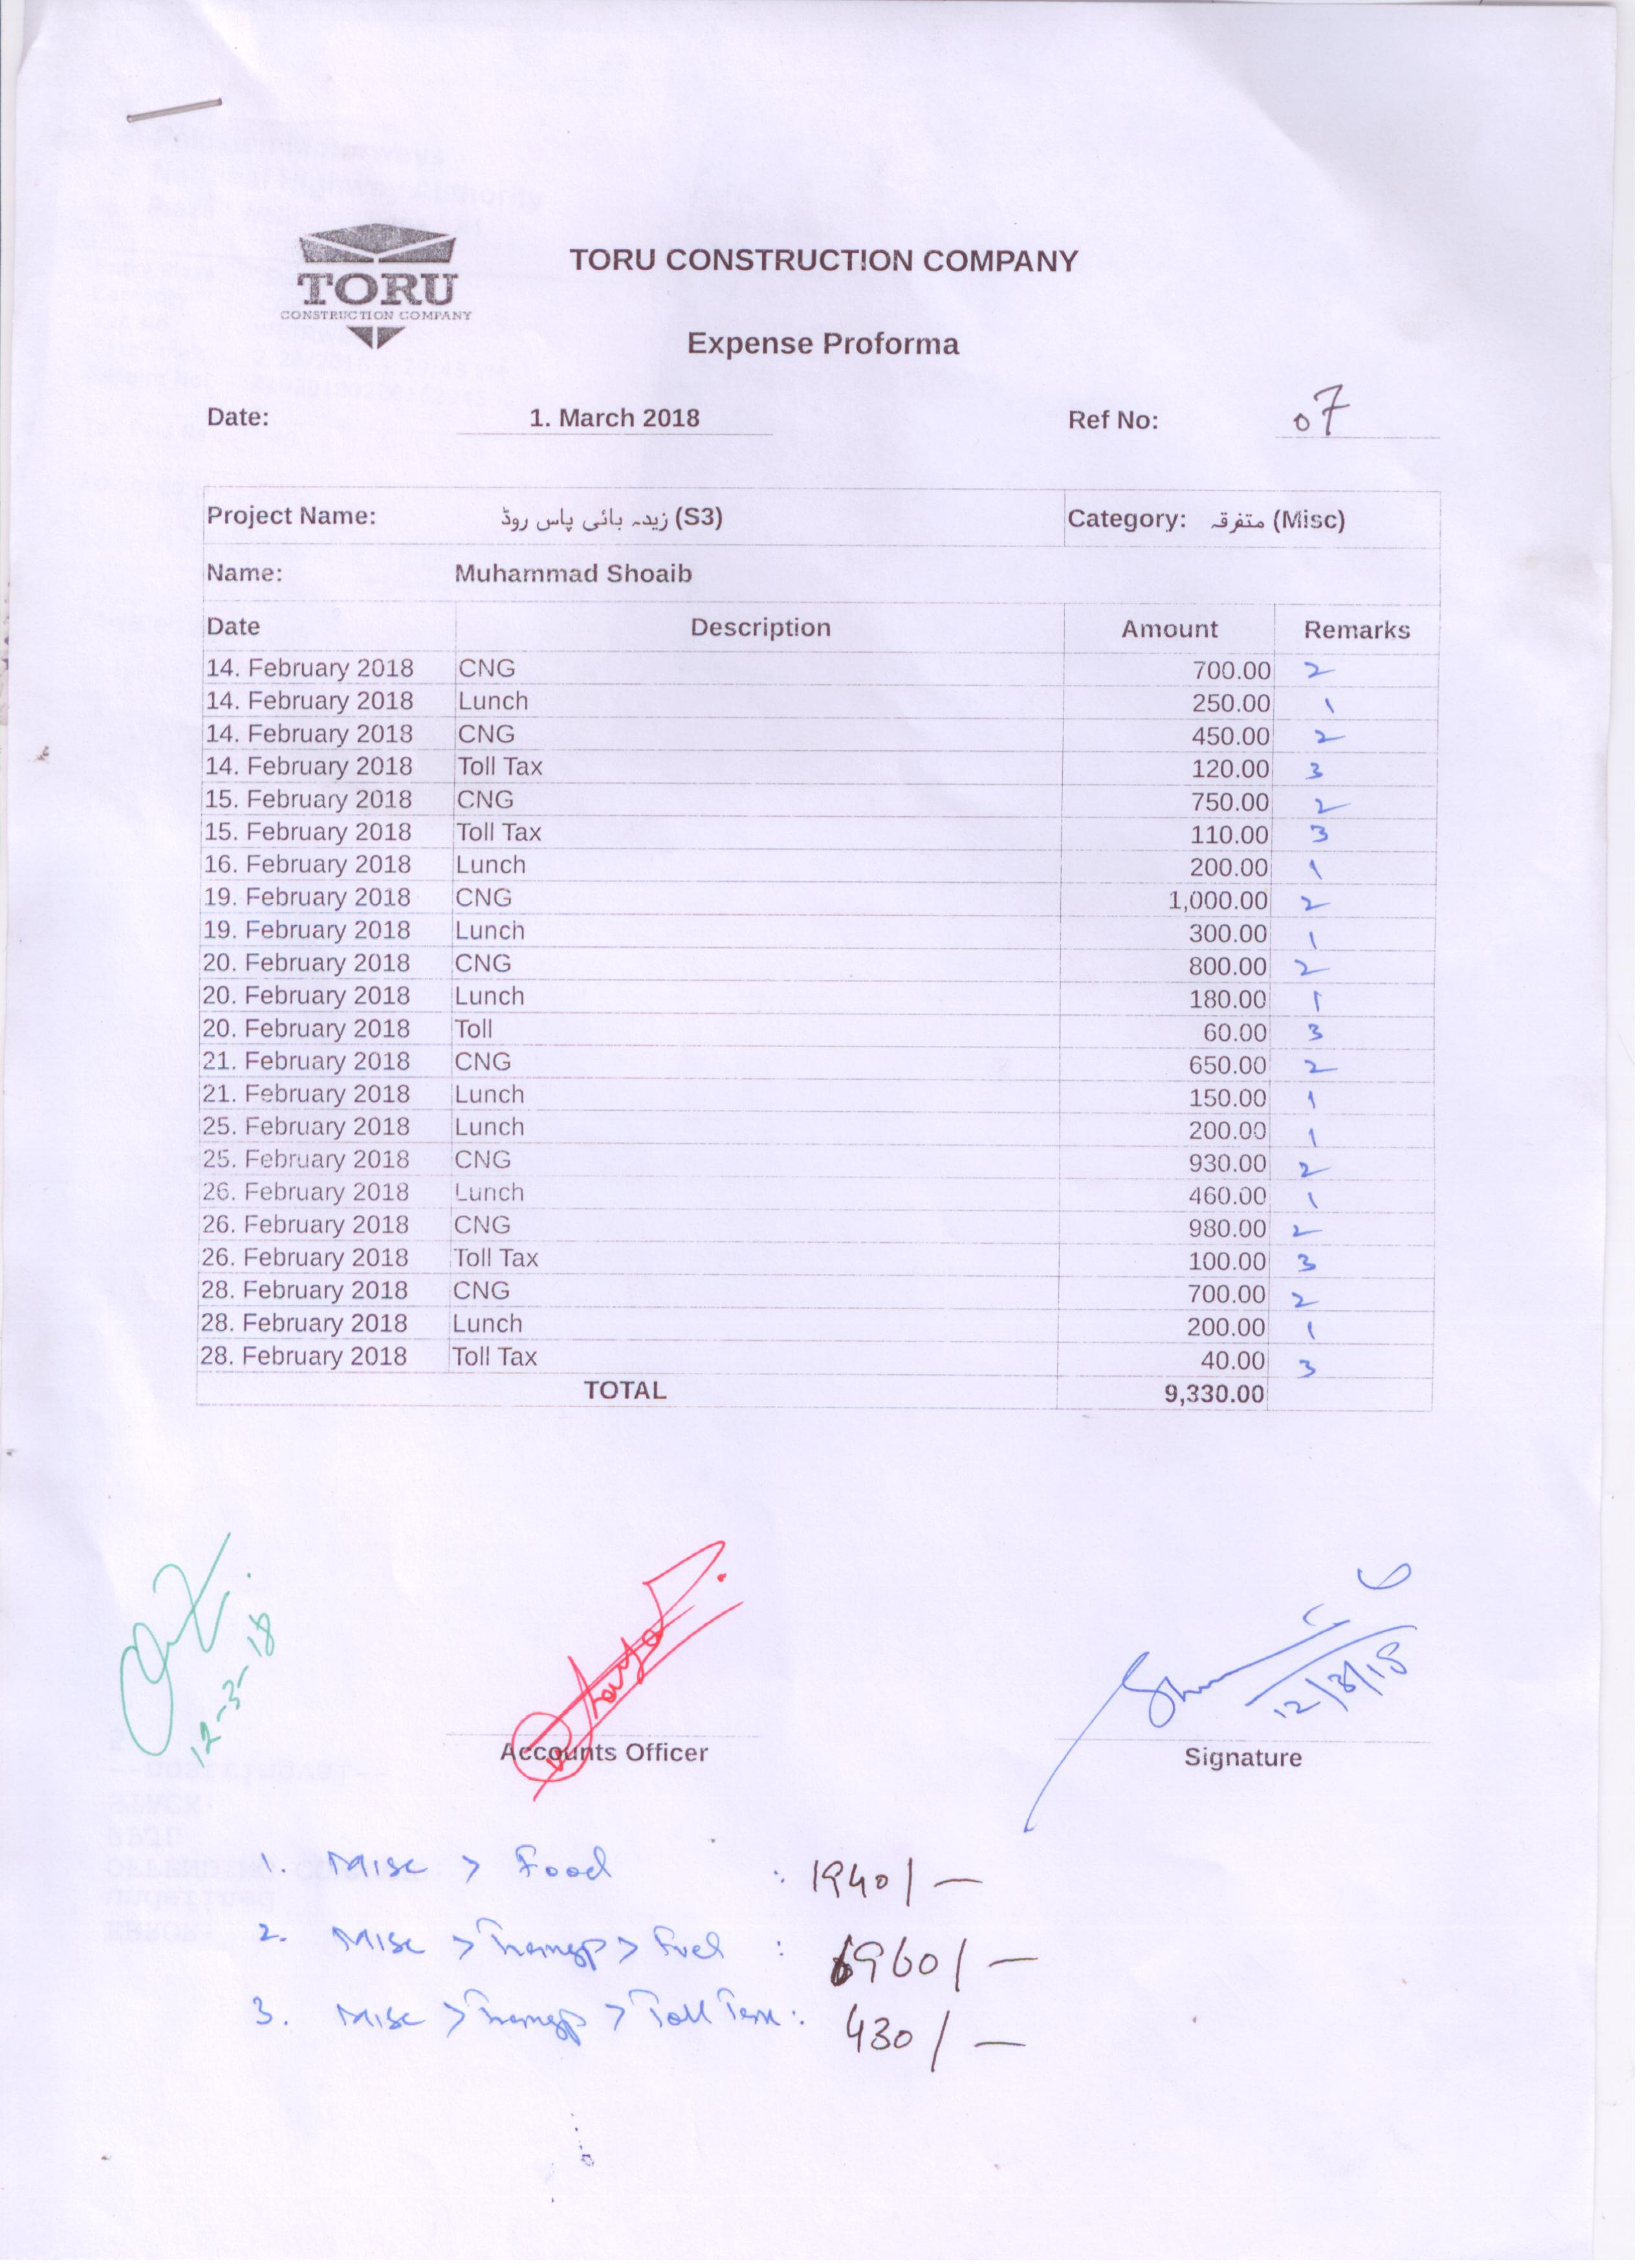 TORU
CONSTRUCTION COMPANY
TORU CONSTRUCTION COMPANY
Expense Proforma
Date: 1. March 2018 Ref No: 07
Project Name: زیدہ بائی پاس روڈ (S3) Category: متفرقہ (Misc)
Name: Muhammad Shoaib
Date Description Amount Remarks
14. February 2018 CNG 700.00 2
14. February 2018 Lunch 250.00 1
14. February 2018 CNG 450.00 2
14. February 2018 Toll Tax 120.00 3
15. February 2018 CNG 750.00 2
15. February 2018 Toll Tax 110.00 3
16. February 2018 Lunch 200.00 1
19. February 2018 CNG 1,000.00 2
19. February 2018 Lunch 300.00 1
20. February 2018 CNG 800.00 2
20. February 2018 Lunch 180.00 1
20. February 2018 Toll 60.00 3
21. February 2018 CNG 650.00 2
21. February 2018 Lunch 150.00 1
25. February 2018 Lunch 200.00 1
25. February 2018 CNG 930.00 2
26. February 2018 Lunch 460.00 1
26. February 2018 CNG 980.00 2
26. February 2018 Toll Tax 100.00 3
28. February 2018 CNG 700.00 2
28. February 2018 Lunch 200.00 1
28. February 2018 Toll Tax 40.00 3
TOTAL 9,330.00
12-3-18
12/3/18
Accounts Officer Signature
1. Misc > Food : 1940/-
2. Misc > Transp > Fuel : 6960/-
3. Misc > Transp > Toll Tax : 430/-